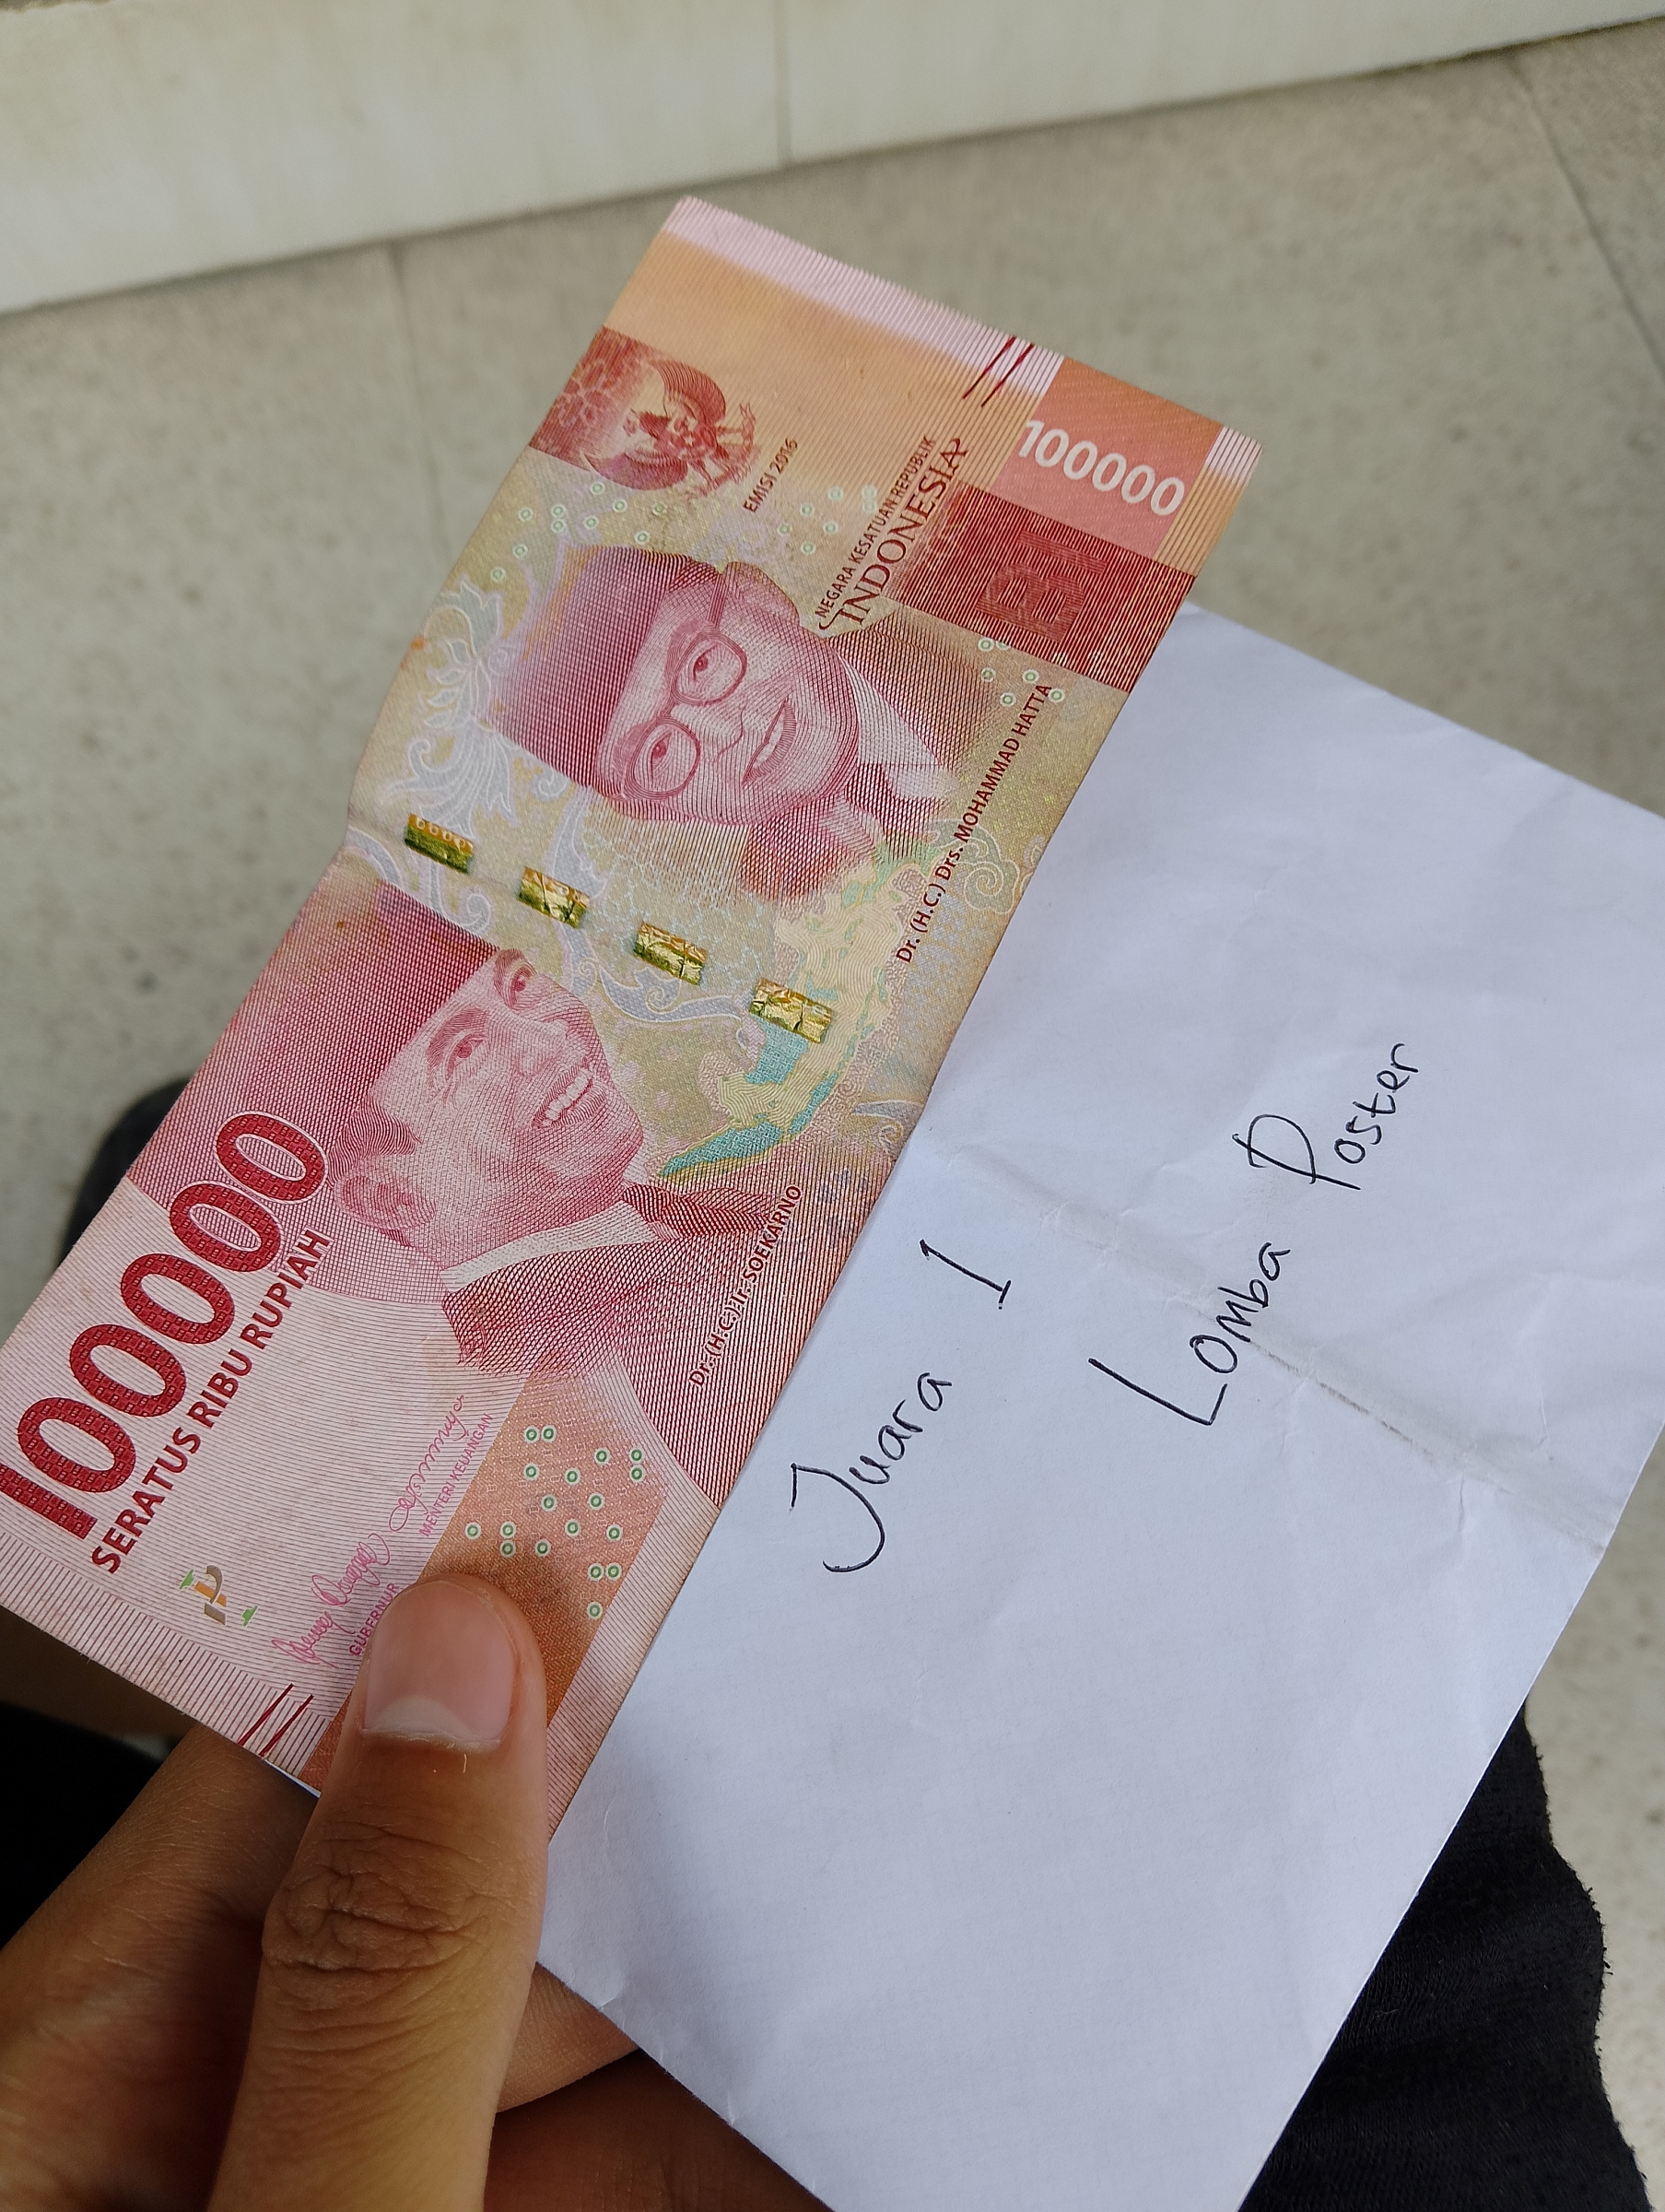 100000
SERATUS RIBU RUPIAH
GUBERNUR
MENTERI KEUANGAN
Dr. (H.C.) Ir. SOEKARNO
Dr. (H.C.) Drs. MOHAMMAD HATTA
EMISI 2016
NEGARA KESATUAN REPUBLIK
INDONESIA
BI
100000
Juara 1
Lomba Poster